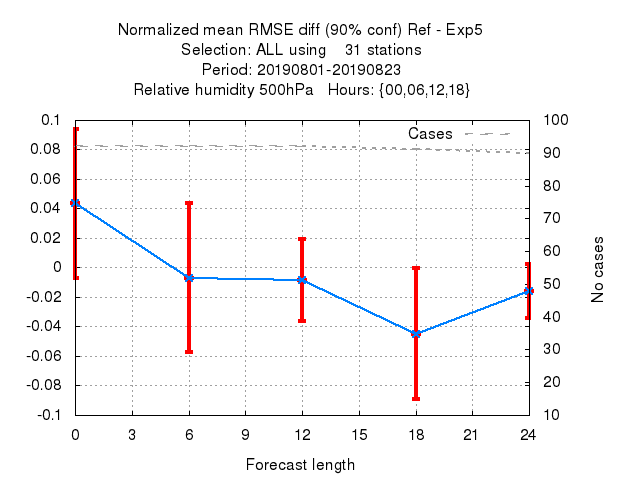 Normalized mean RMSE diff (90% conf) Ref - Exp5
Selection: ALL using    31 stations
Period: 20190801-20190823
Relative humidity 500hPa   Hours: {00,06,12,18}
0.1
0.08
0.06
0.04
0.02
0
-0.02
-0.04
-0.06
-0.08
-0.1
Cases
100
90
80
70
60
50
40
30
20
10
No cases
0 3 6 9 12 15 18 21 24
Forecast length